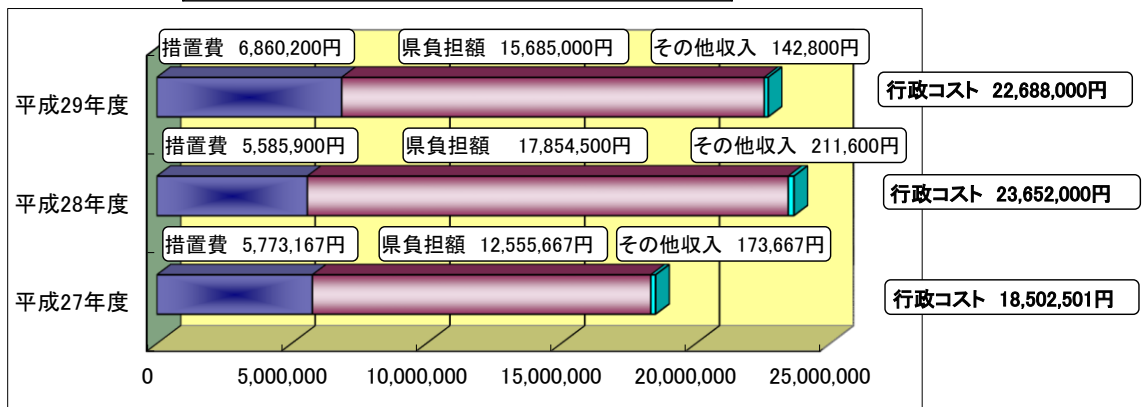 措置費 6,860,200円 県負担額 15,685,000円 その他収入 142,800円
平成29年度 行政コスト 22,688,000円
措置費 5,585,900円 県負担額 17,854,500円 その他収入 211,600円
平成28年度 行政コスト 23,652,000円
措置費 5,773,167円 県負担額 12,555,667円 その他収入 173,667円
平成27年度 行政コスト 18,502,501円
0 5,000,000 10,000,000 15,000,000 20,000,000 25,000,000